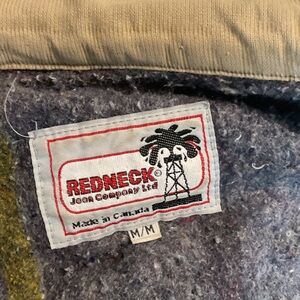 REDNECK©
Jean Company Ltd
Made in Canada
M/M